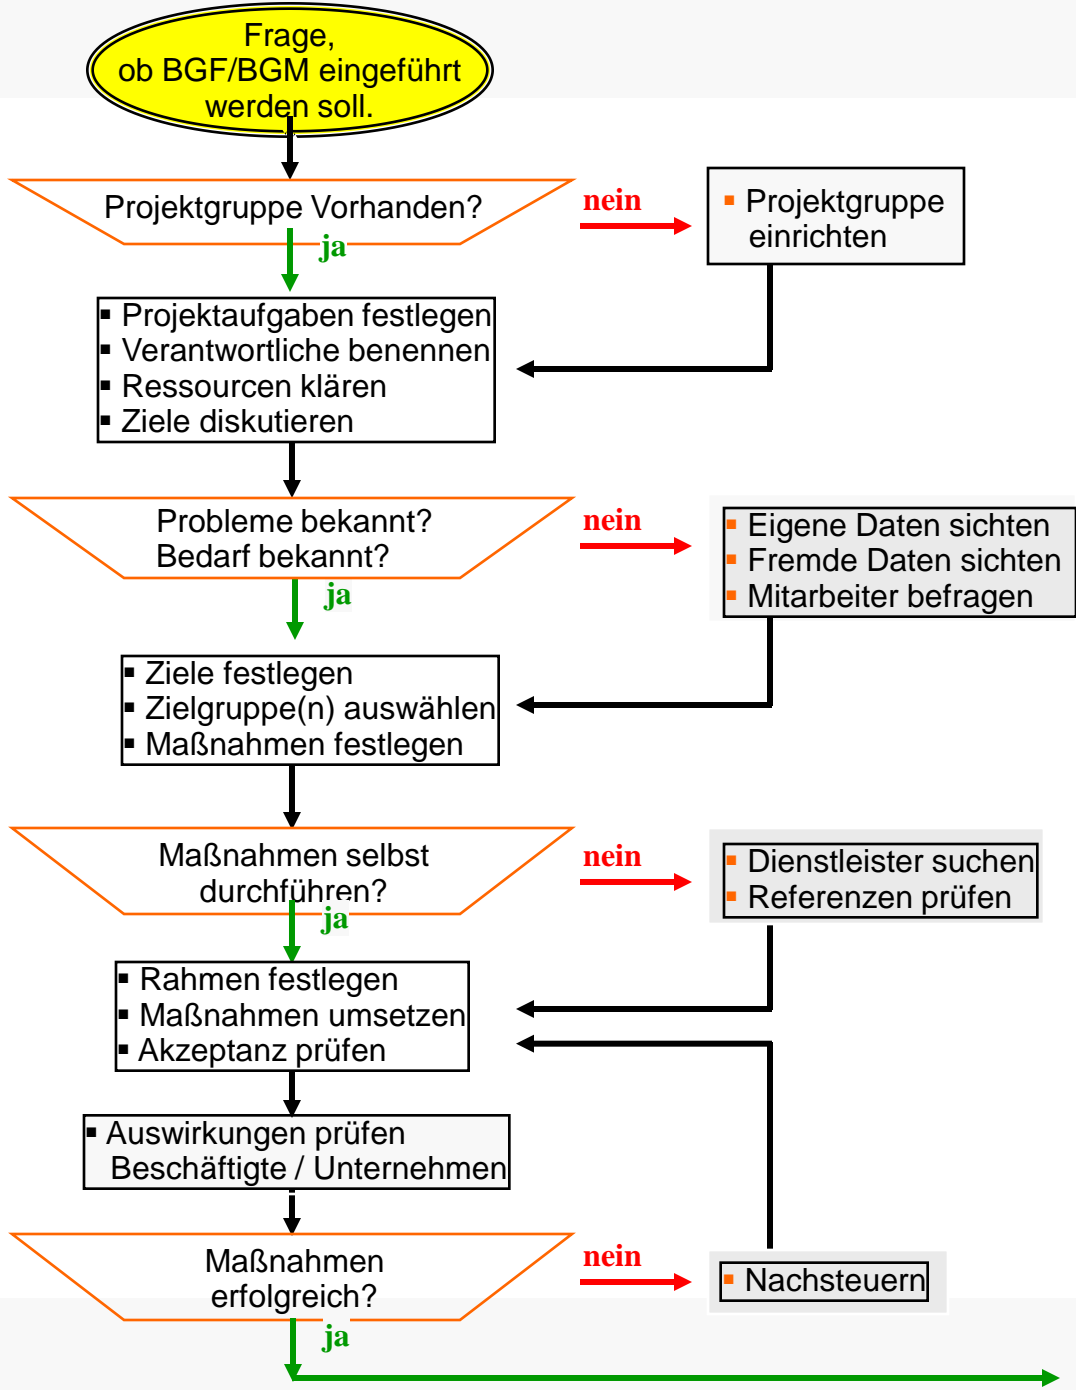 Frage,
ob BGF/BGM eingeführt
werden soll.
Projektgruppe Vorhanden?
nein
▪ Projektgruppe
einrichten
ja
▪ Projektaufgaben festlegen
▪ Verantwortliche benennen
▪ Ressourcen klären
▪ Ziele diskutieren
Probleme bekannt?
Bedarf bekannt?
nein
▪ Eigene Daten sichten
▪ Fremde Daten sichten
▪ Mitarbeiter befragen
ja
▪ Ziele festlegen
▪ Zielgruppe(n) auswählen
▪ Maßnahmen festlegen
Maßnahmen selbst
durchführen?
nein
▪ Dienstleister suchen
▪ Referenzen prüfen
ja
▪ Rahmen festlegen
▪ Maßnahmen umsetzen
▪ Akzeptanz prüfen
▪ Auswirkungen prüfen
Beschäftigte / Unternehmen
Maßnahmen
erfolgreich?
nein
▪ Nachsteuern
ja